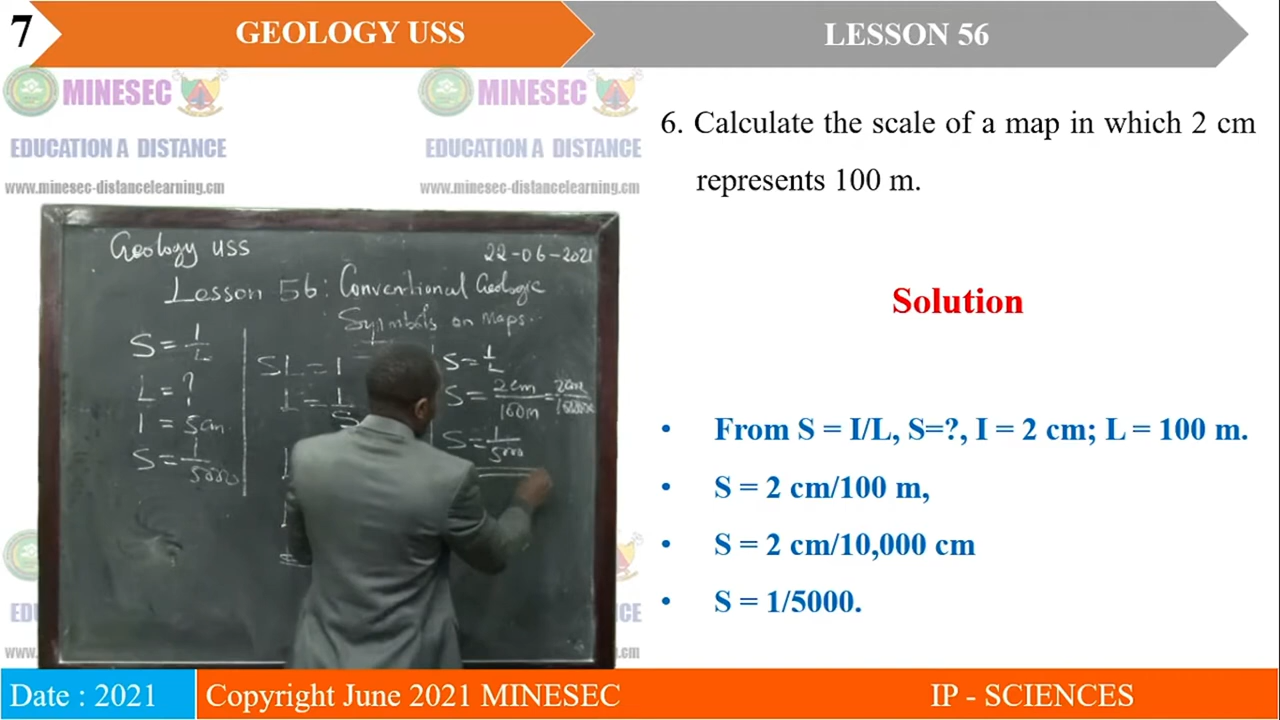 7
GEOLOGY USS
LESSON 56
MINESEC
EDUCATION A DISTANCE
www.minesec-distancelearning.cm
MINESEC
EDUCATION A DISTANCE
www.minesec-distancelearning.cm
Geology USS
22-06-2021
Lesson 56: Conventional Geologic
Symbols on Maps.
S = 1/L
L = ?
l = 5cm
S = 1/5000
SL = l
L = 1/S
S = 1/L
S = 2cm/100m = 2cm
S = 1/5000
6. Calculate the scale of a map in which 2 cm
represents 100 m.
Solution
• From S = I/L, S=?, I = 2 cm; L = 100 m.
• S = 2 cm/100 m,
• S = 2 cm/10,000 cm
• S = 1/5000.
Date : 2021
Copyright June 2021 MINESEC
IP - SCIENCES